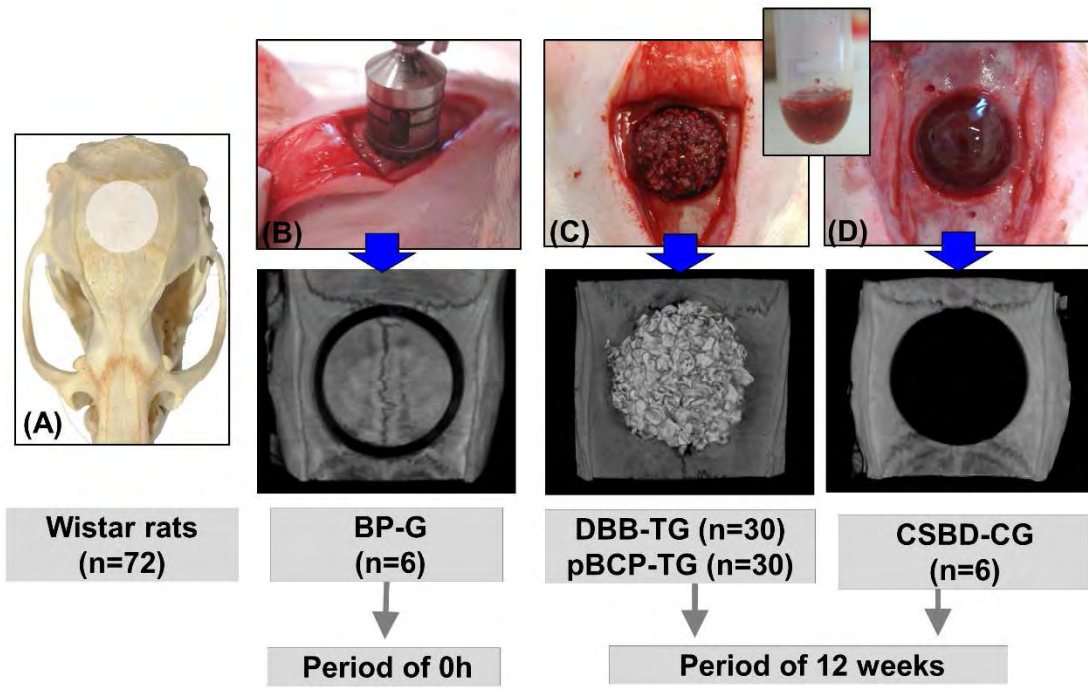 (A)
(B)
(C)
(D)
Wistar rats
(n=72)
BP-G
(n=6)
DBB-TG (n=30)
pBCP-TG (n=30)
CSBD-CG
(n=6)
Period of 0h
Period of 12 weeks